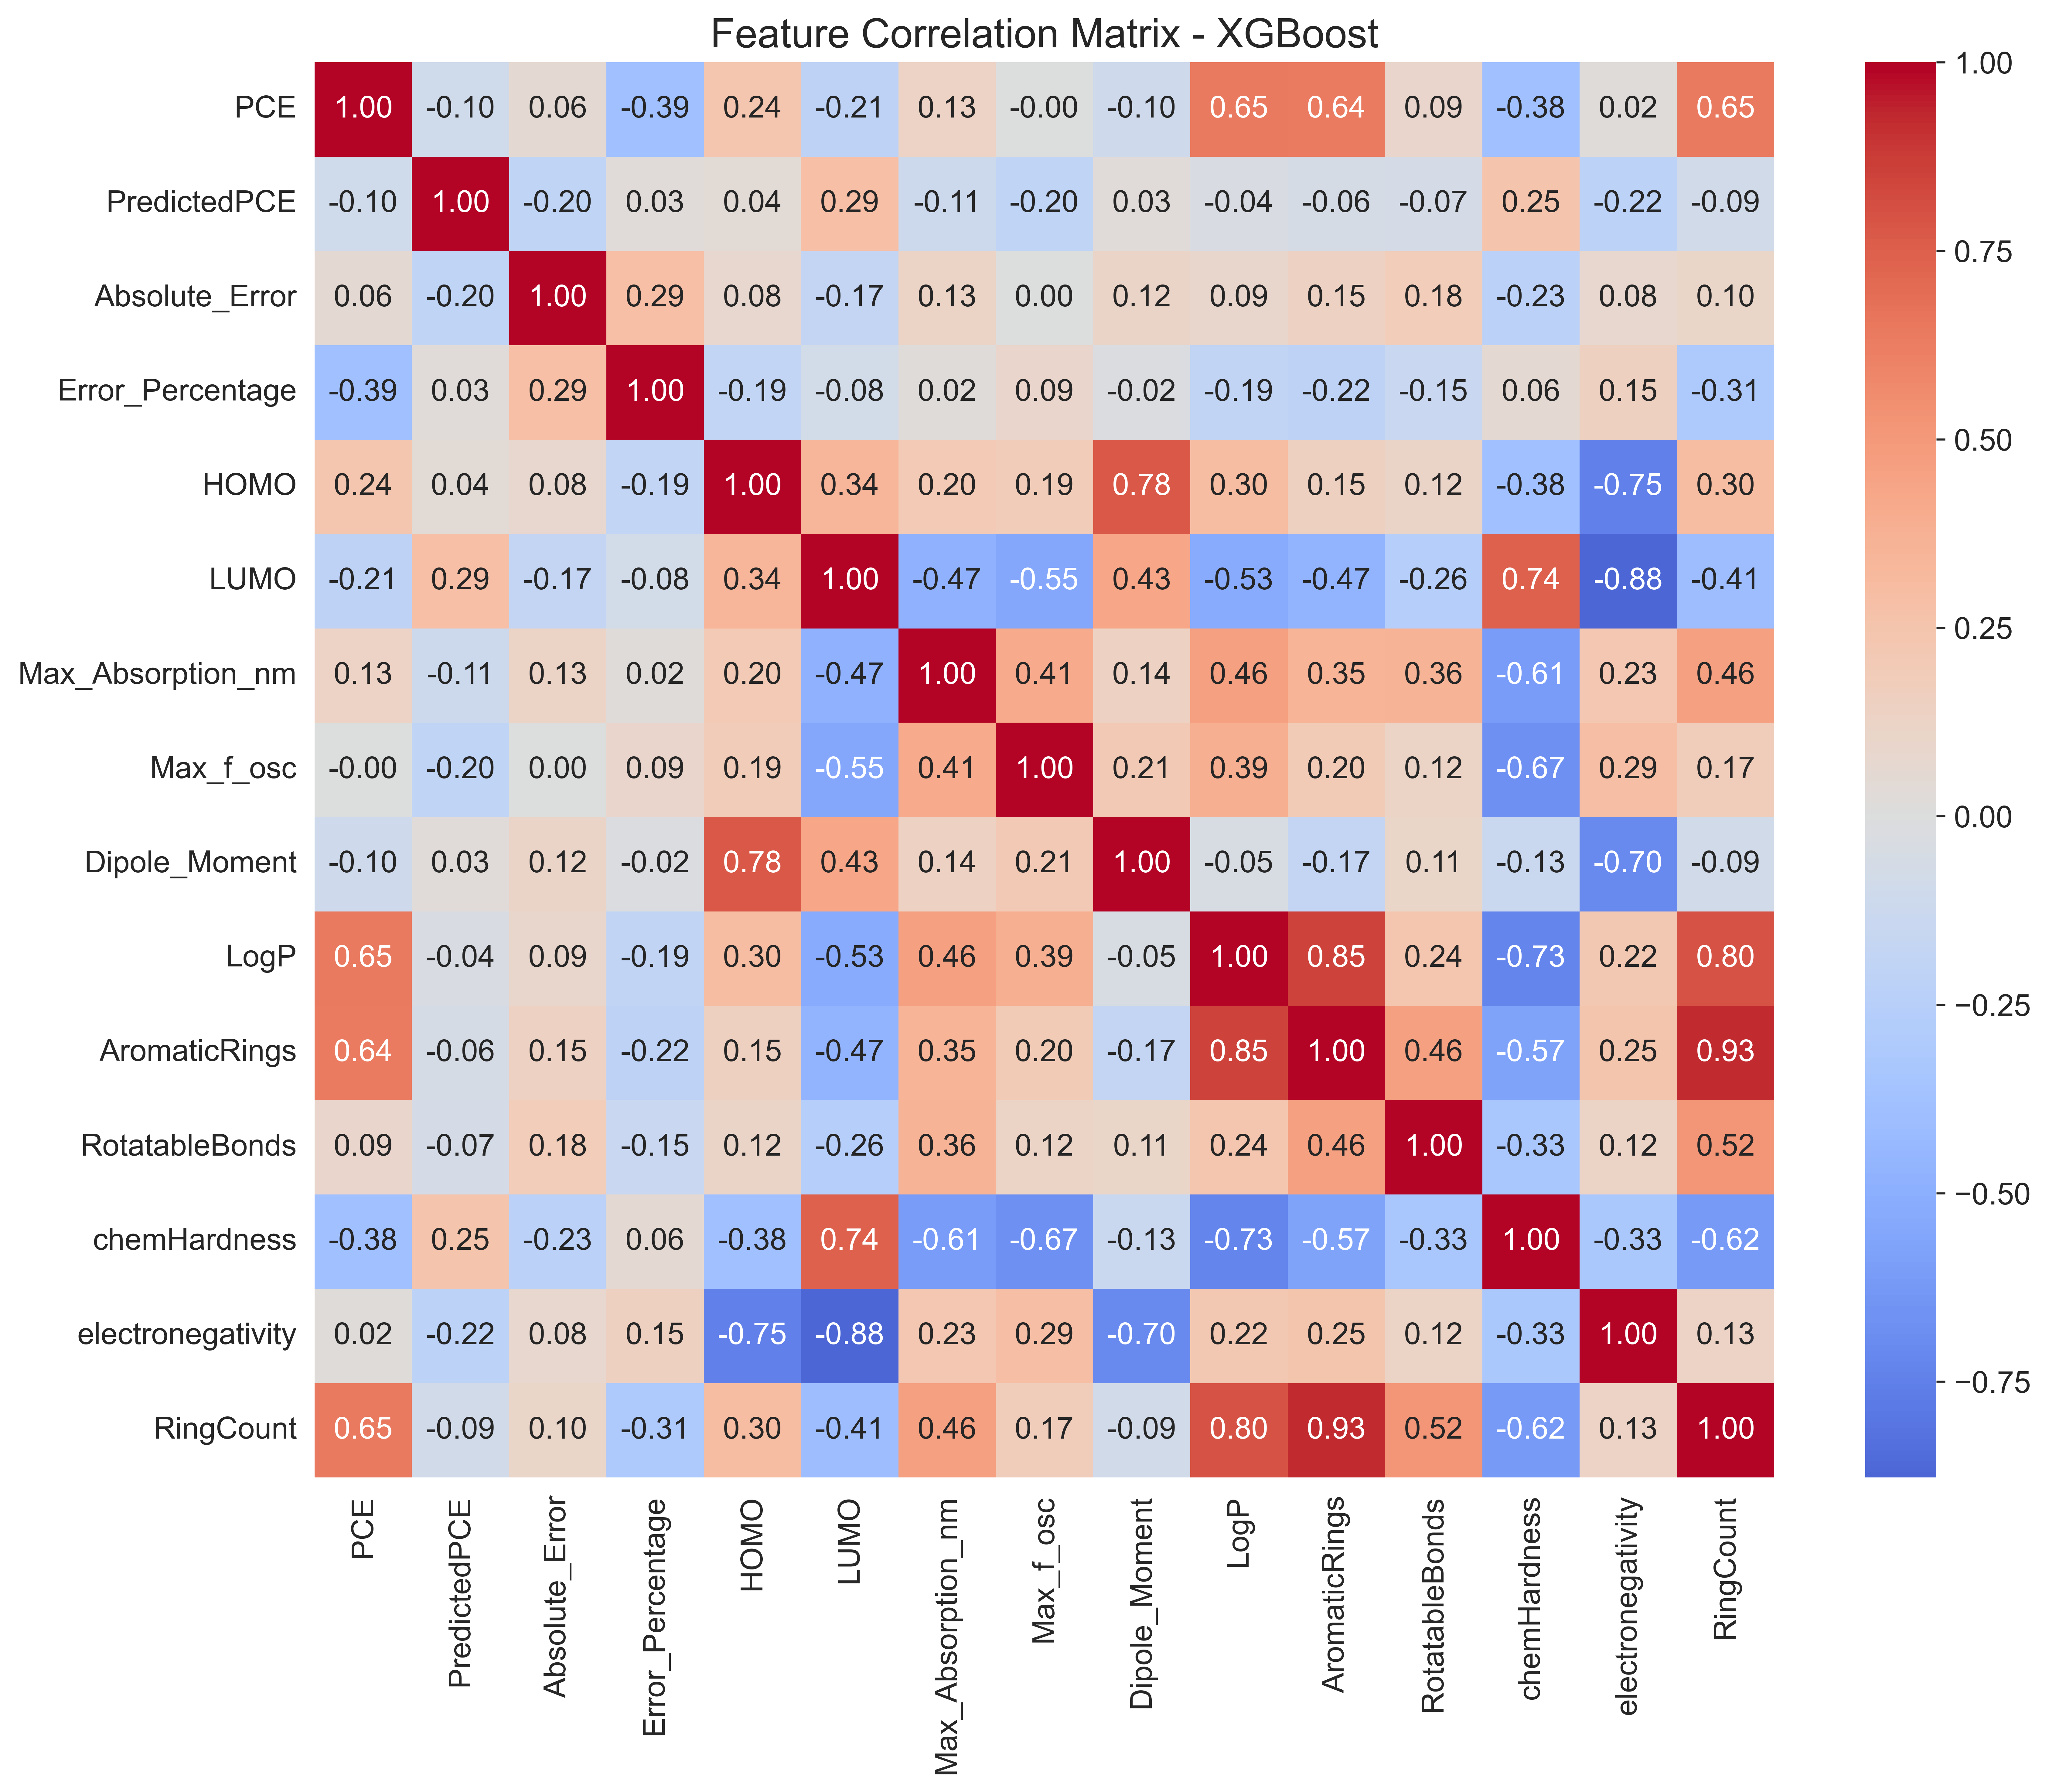 Feature Correlation Matrix - XGBoost
PCE 1.00 -0.10 0.06 -0.39 0.24 -0.21 0.13 -0.00 -0.10 0.65 0.64 0.09 -0.38 0.02 0.65
PredictedPCE -0.10 1.00 -0.20 0.03 0.04 0.29 -0.11 -0.20 0.03 -0.04 -0.06 -0.07 0.25 -0.22 -0.09
Absolute_Error 0.06 -0.20 1.00 0.29 0.08 -0.17 0.13 0.00 0.12 0.09 0.15 0.18 -0.23 0.08 0.10
Error_Percentage -0.39 0.03 0.29 1.00 -0.19 -0.08 0.02 0.09 -0.02 -0.19 -0.22 -0.15 0.06 0.15 -0.31
HOMO 0.24 0.04 0.08 -0.19 1.00 0.34 0.20 0.19 0.78 0.30 0.15 0.12 -0.38 -0.75 0.30
LUMO -0.21 0.29 -0.17 -0.08 0.34 1.00 -0.47 -0.55 0.43 -0.53 -0.47 -0.26 0.74 -0.88 -0.41
Max_Absorption_nm 0.13 -0.11 0.13 0.02 0.20 -0.47 1.00 0.41 0.14 0.46 0.35 0.36 -0.61 0.23 0.46
Max_f_osc -0.00 -0.20 0.00 0.09 0.19 -0.55 0.41 1.00 0.21 0.39 0.20 0.12 -0.67 0.29 0.17
Dipole_Moment -0.10 0.03 0.12 -0.02 0.78 0.43 0.14 0.21 1.00 -0.05 -0.17 0.11 -0.13 -0.70 -0.09
LogP 0.65 -0.04 0.09 -0.19 0.30 -0.53 0.46 0.39 -0.05 1.00 0.85 0.24 -0.73 0.22 0.80
AromaticRings 0.64 -0.06 0.15 -0.22 0.15 -0.47 0.35 0.20 -0.17 0.85 1.00 0.46 -0.57 0.25 0.93
RotatableBonds 0.09 -0.07 0.18 -0.15 0.12 -0.26 0.36 0.12 0.11 0.24 0.46 1.00 -0.33 0.12 0.52
chemHardness -0.38 0.25 -0.23 0.06 -0.38 0.74 -0.61 -0.67 -0.13 -0.73 -0.57 -0.33 1.00 -0.33 -0.62
electronegativity 0.02 -0.22 0.08 0.15 -0.75 -0.88 0.23 0.29 -0.70 0.22 0.25 0.12 -0.33 1.00 0.13
RingCount 0.65 -0.09 0.10 -0.31 0.30 -0.41 0.46 0.17 -0.09 0.80 0.93 0.52 -0.62 0.13 1.00
PCE
PredictedPCE
Absolute_Error
Error_Percentage
HOMO
LUMO
Max_Absorption_nm
Max_f_osc
Dipole_Moment
LogP
AromaticRings
RotatableBonds
chemHardness
electronegativity
RingCount
1.00
0.75
0.50
0.25
0.00
−0.25
−0.50
−0.75